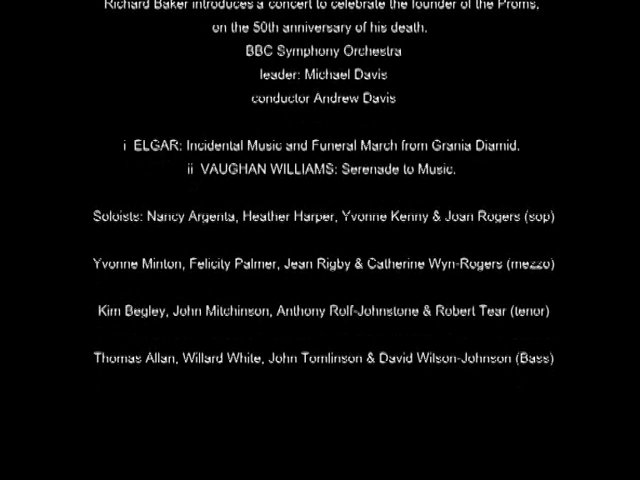 Richard Baker introduces a concert to celebrate the founder of the Proms,
on the 50th anniversary of his death.
BBC Symphony Orchestra
leader: Michael Davis
conductor Andrew Davis
i ELGAR: Incidental Music and Funeral March from Grania Diamid.
ii VAUGHAN WILLIAMS: Serenade to Music.
Soloists: Nancy Argenta, Heather Harper, Yvonne Kenny & Joan Rogers (sop)
Yvonne Minton, Felicity Palmer, Jean Rigby & Catherine Wyn-Rogers (mezzo)
Kim Begley, John Mitchinson, Anthony Rolf-Johnstone & Robert Tear (tenor)
Thomas Allan, Willard White, John Tomlinson & David Wilson-Johnson (Bass)